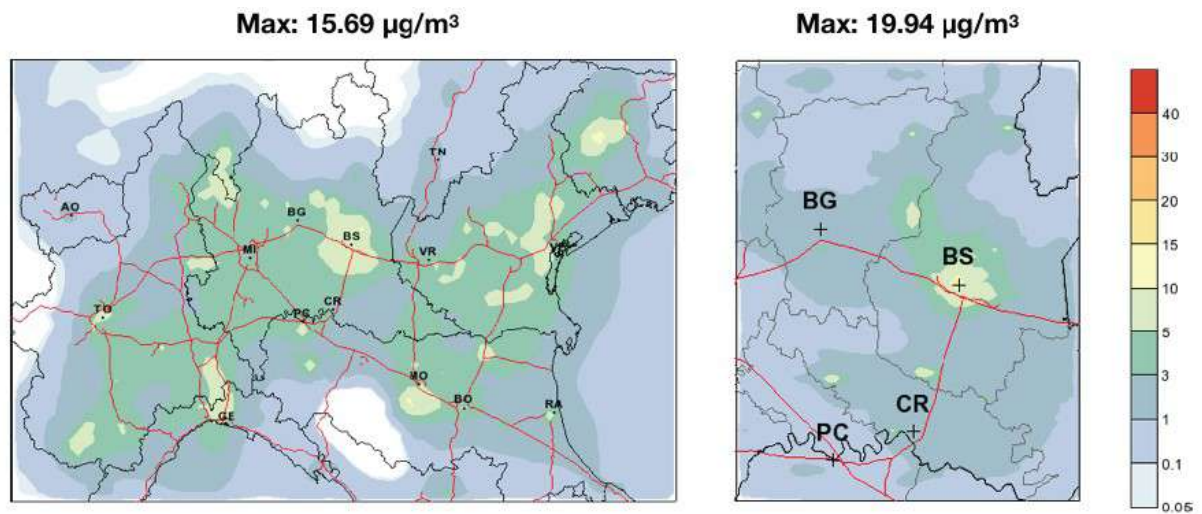 Max: 15.69 µg/m³
Max: 19.94 µg/m³
TN
AO
BG
MI
BS
VR
TO
PC
CR
MO
BO
RA
GE
BG
BS
CR
PC
40
30
20
15
10
5
3
1
0.1
0.05